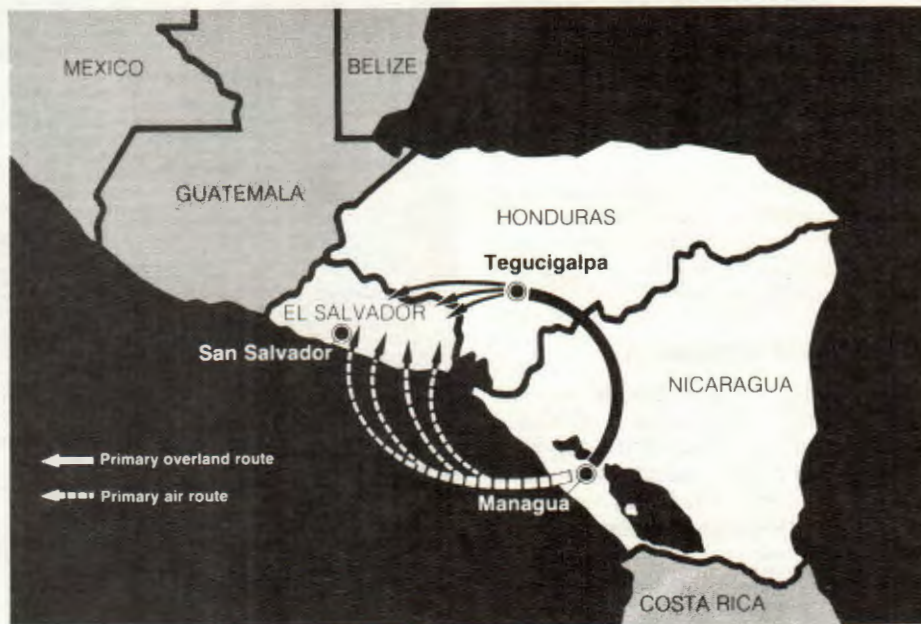 MEXICO
BELIZE
GUATEMALA
HONDURAS
Tegucigalpa
EL SALVADOR
San Salvador
NICARAGUA
Primary overland route
Primary air route
Managua
COSTA RICA